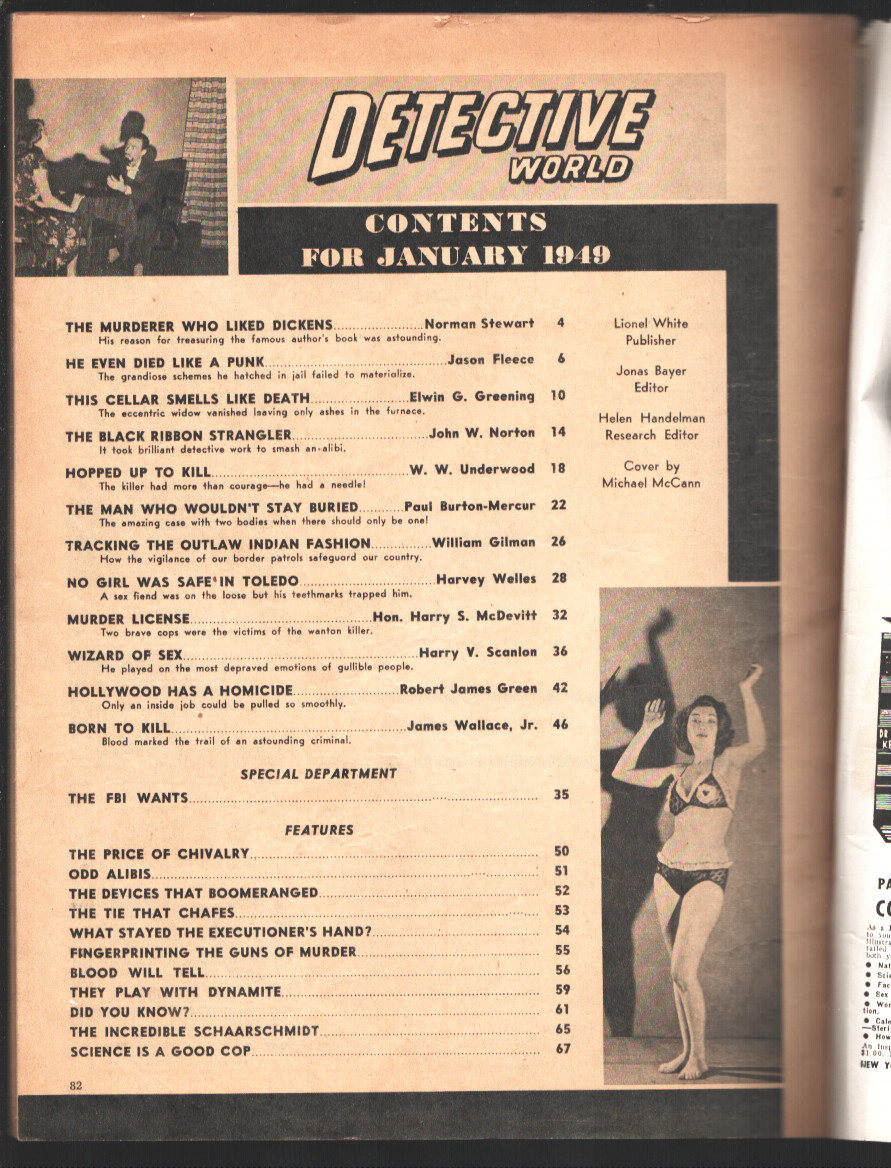 DETECTIVE
WORLD
CONTENTS
FOR JANUARY 1949
THE MURDERER WHO LIKED DICKENS Norman Stewart 4
His reason for treasuring the famous author's book was astounding.
HE EVEN DIED LIKE A PUNK Jason Fleece 6
The grandiose schemes he hatched in jail failed to materialize.
THIS CELLAR SMELLS LIKE DEATH Elwin G. Greening 10
The eccentric widow vanished leaving only ashes in the furnace.
THE BLACK RIBBON STRANGLER John W. Norton 14
It took brilliant detective work to smash an alibi.
HOPPED UP TO KILL W. W. Underwood 18
The killer had more than courage—he had a needle!
THE MAN WHO WOULDN'T STAY BURIED Paul Burton-Mercur 22
The amazing case with two bodies when there should only be one!
TRACKING THE OUTLAW INDIAN FASHION William Gilman 26
How the vigilance of our border patrols safeguard our country.
NO GIRL WAS SAFE IN TOLEDO Harvey Welles 28
A sex fiend was on the loose but his teethmarks trapped him.
MURDER LICENSE Hon. Harry S. McDevitt 32
Two brave cops were the victims of the wanton killer.
WIZARD OF SEX Harry V. Scanlon 36
He played on the most depraved emotions of gullible people.
HOLLYWOOD HAS A HOMICIDE Robert James Green 42
Only an inside job could be pulled so smoothly.
BORN TO KILL James Wallace, Jr. 46
Blood marked the trail of an astounding criminal.
SPECIAL DEPARTMENT
THE FBI WANTS 35
FEATURES
THE PRICE OF CHIVALRY 50
ODD ALIBIS 51
THE DEVICES THAT BOOMERANGED 52
THE TIE THAT CHAFES 53
WHAT STAYED THE EXECUTIONER'S HAND? 54
FINGERPRINTING THE GUNS OF MURDER 55
BLOOD WILL TELL 56
THEY PLAY WITH DYNAMITE 59
DID YOU KNOW? 61
THE INCREDIBLE SCHAARSCHMIDT 65
SCIENCE IS A GOOD COP 67
82
Lionel White
Publisher
Jonas Bayer
Editor
Helen Handelman
Research Editor
Cover by
Michael McCann